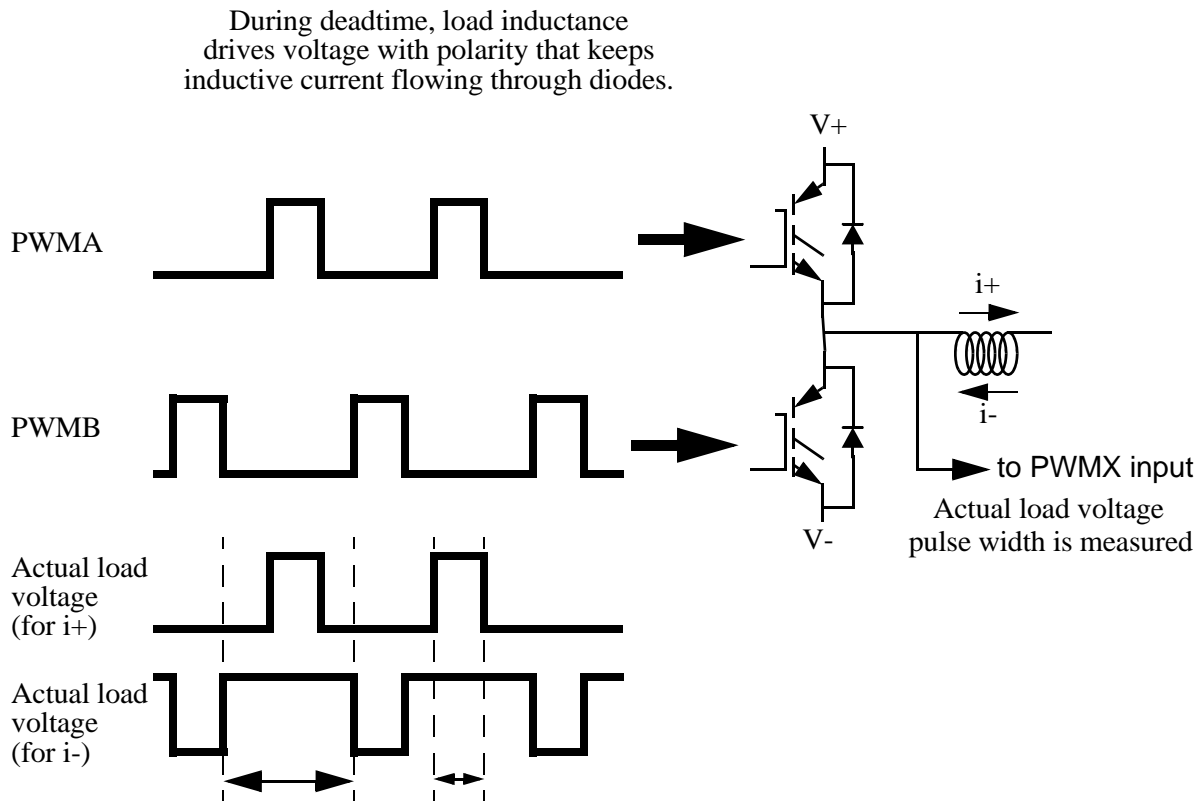 During deadtime, load inductance
drives voltage with polarity that keeps
inductive current flowing through diodes.
V+
PWMA
i+
PWMB
i-
to PWMX input
Actual load voltage
pulse width is measured
V-
Actual load
voltage
(for i+)
Actual load
voltage
(for i-)